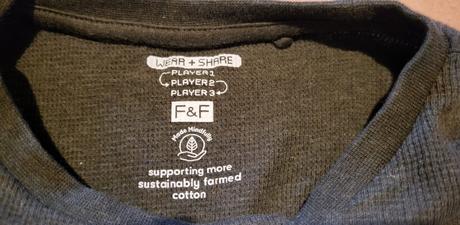 WEAR + SHARE
PLAYER 1
PLAYER 2
PLAYER 3
F&F
Made Mindfully
supporting more
sustainably farmed
cotton